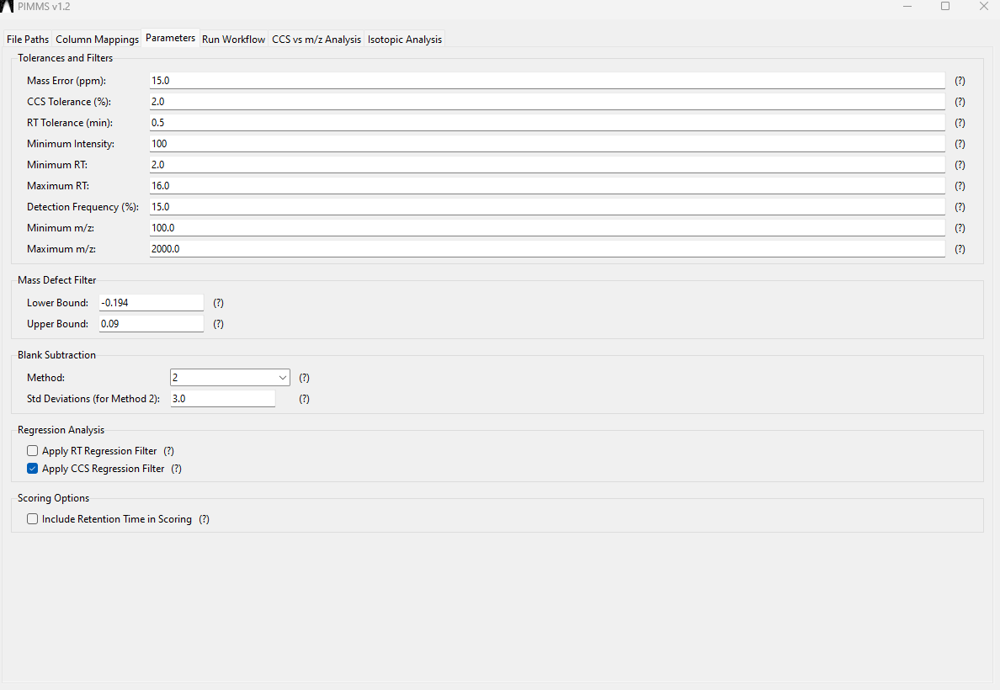 PIMMS v1.2
File Paths Column Mappings Parameters Run Workflow CCS vs m/z Analysis Isotopic Analysis
Tolerances and Filters
Mass Error (ppm): 15.0 (?)
CCS Tolerance (%): 2.0 (?)
RT Tolerance (min): 0.5 (?)
Minimum Intensity: 100 (?)
Minimum RT: 2.0 (?)
Maximum RT: 16.0 (?)
Detection Frequency (%): 15.0 (?)
Minimum m/z: 100.0 (?)
Maximum m/z: 2000.0 (?)
Mass Defect Filter
Lower Bound: -0.194 (?)
Upper Bound: 0.09 (?)
Blank Subtraction
Method: 2 (?)
Std Deviations (for Method 2): 3.0 (?)
Regression Analysis
Apply RT Regression Filter (?)
Apply CCS Regression Filter (?)
Scoring Options
Include Retention Time in Scoring (?)